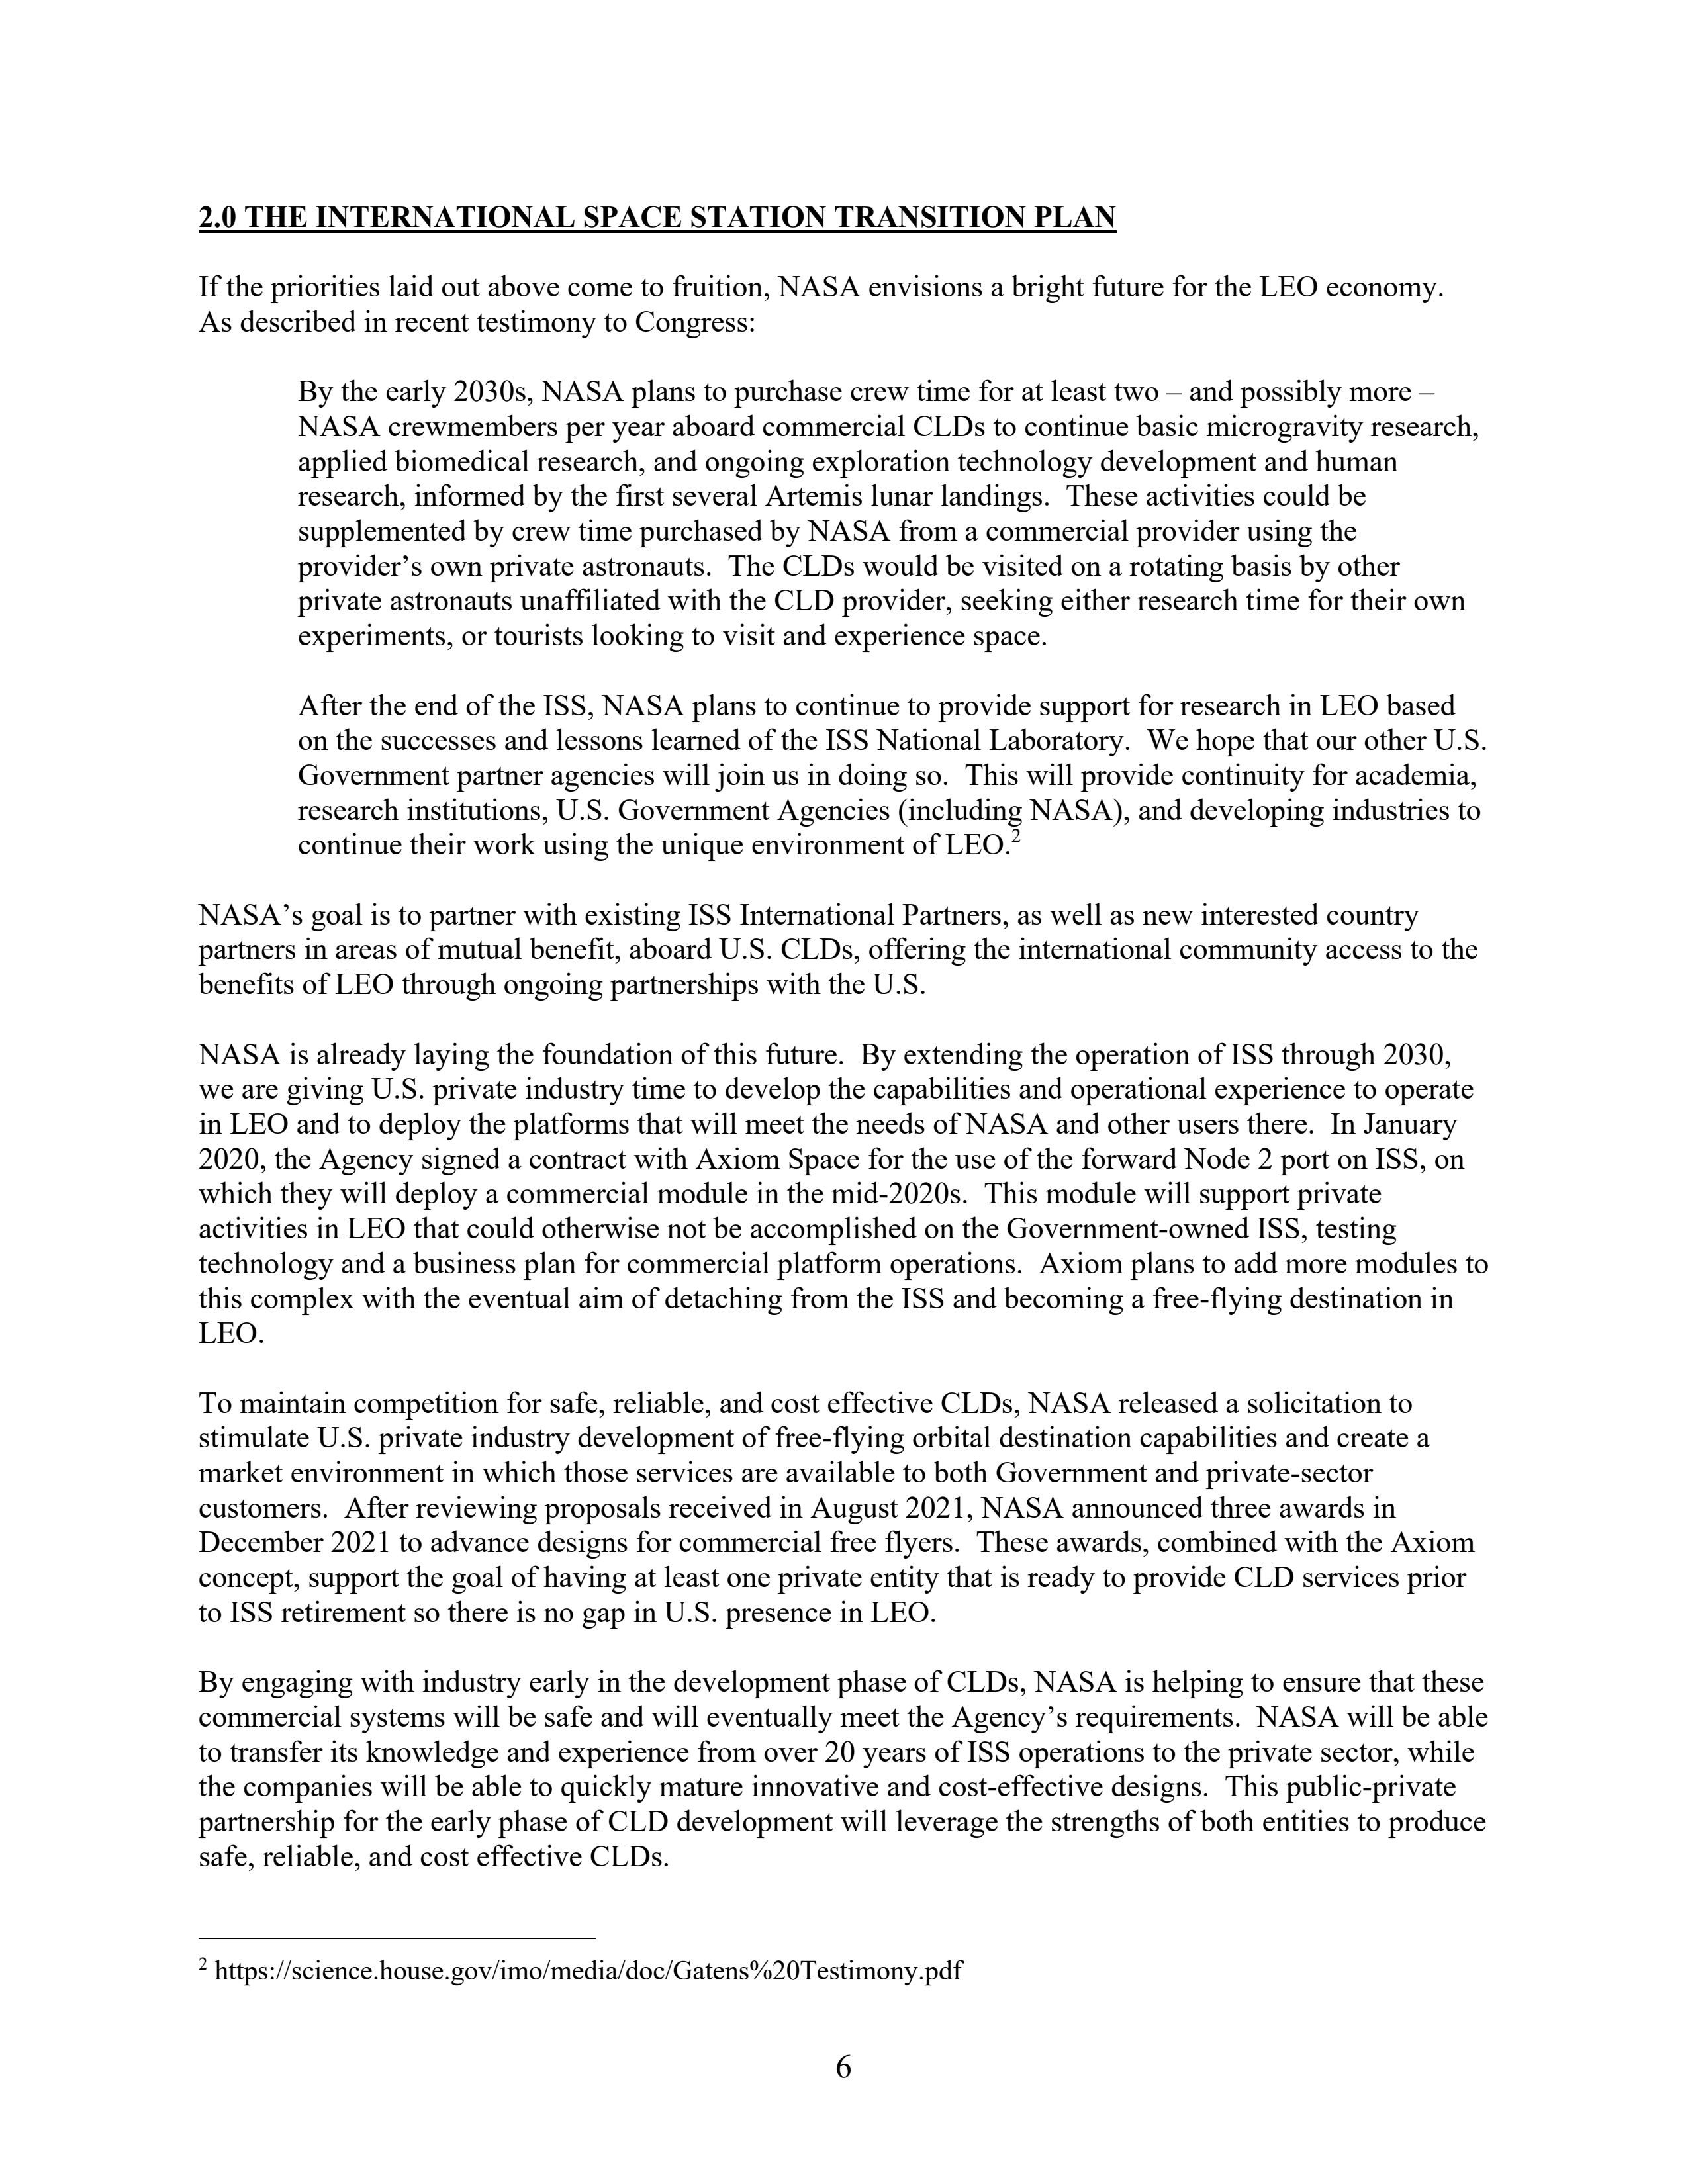 2.0 THE INTERNATIONAL SPACE STATION TRANSITION PLAN
If the priorities laid out above come to fruition, NASA envisions a bright future for the LEO economy.
As described in recent testimony to Congress:
By the early 2030s, NASA plans to purchase crew time for at least two – and possibly more –
NASA crewmembers per year aboard commercial CLDs to continue basic microgravity research,
applied biomedical research, and ongoing exploration technology development and human
research, informed by the first several Artemis lunar landings.  These activities could be
supplemented by crew time purchased by NASA from a commercial provider using the
provider’s own private astronauts.  The CLDs would be visited on a rotating basis by other
private astronauts unaffiliated with the CLD provider, seeking either research time for their own
experiments, or tourists looking to visit and experience space.
After the end of the ISS, NASA plans to continue to provide support for research in LEO based
on the successes and lessons learned of the ISS National Laboratory.  We hope that our other U.S.
Government partner agencies will join us in doing so.  This will provide continuity for academia,
research institutions, U.S. Government Agencies (including NASA), and developing industries to
continue their work using the unique environment of LEO.²
NASA’s goal is to partner with existing ISS International Partners, as well as new interested country
partners in areas of mutual benefit, aboard U.S. CLDs, offering the international community access to the
benefits of LEO through ongoing partnerships with the U.S.
NASA is already laying the foundation of this future.  By extending the operation of ISS through 2030,
we are giving U.S. private industry time to develop the capabilities and operational experience to operate
in LEO and to deploy the platforms that will meet the needs of NASA and other users there.  In January
2020, the Agency signed a contract with Axiom Space for the use of the forward Node 2 port on ISS, on
which they will deploy a commercial module in the mid-2020s.  This module will support private
activities in LEO that could otherwise not be accomplished on the Government-owned ISS, testing
technology and a business plan for commercial platform operations.  Axiom plans to add more modules to
this complex with the eventual aim of detaching from the ISS and becoming a free-flying destination in
LEO.
To maintain competition for safe, reliable, and cost effective CLDs, NASA released a solicitation to
stimulate U.S. private industry development of free-flying orbital destination capabilities and create a
market environment in which those services are available to both Government and private-sector
customers.  After reviewing proposals received in August 2021, NASA announced three awards in
December 2021 to advance designs for commercial free flyers.  These awards, combined with the Axiom
concept, support the goal of having at least one private entity that is ready to provide CLD services prior
to ISS retirement so there is no gap in U.S. presence in LEO.
By engaging with industry early in the development phase of CLDs, NASA is helping to ensure that these
commercial systems will be safe and will eventually meet the Agency’s requirements.  NASA will be able
to transfer its knowledge and experience from over 20 years of ISS operations to the private sector, while
the companies will be able to quickly mature innovative and cost-effective designs.  This public-private
partnership for the early phase of CLD development will leverage the strengths of both entities to produce
safe, reliable, and cost effective CLDs.
² https://science.house.gov/imo/media/doc/Gatens%20Testimony.pdf
6